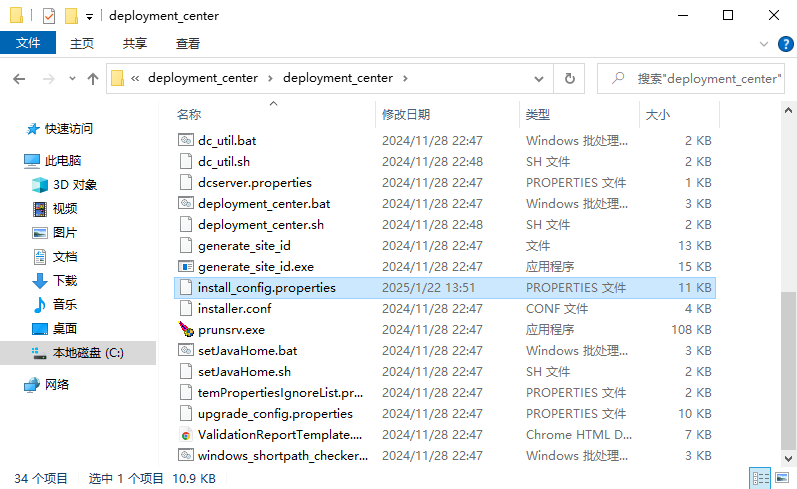 deployment_center
文件 主页 共享 查看
« deployment_center > deployment_center > 搜索"deployment_center"
名称 修改日期 类型 大小
快速访问
此电脑
3D 对象
视频
图片
文档
下载
音乐
桌面
本地磁盘 (C:)
网络
dc_util.bat 2024/11/28 22:47 Windows 批处理... 2 KB
dc_util.sh 2024/11/28 22:48 SH 文件 2 KB
dcserver.properties 2024/11/28 22:47 PROPERTIES 文件 1 KB
deployment_center.bat 2024/11/28 22:47 Windows 批处理... 3 KB
deployment_center.sh 2024/11/28 22:48 SH 文件 2 KB
generate_site_id 2024/11/28 22:47 文件 13 KB
generate_site_id.exe 2024/11/28 22:47 应用程序 15 KB
install_config.properties 2025/1/22 13:51 PROPERTIES 文件 11 KB
installer.conf 2024/11/28 22:47 CONF 文件 4 KB
prunsrv.exe 2024/11/28 22:47 应用程序 108 KB
setJavaHome.bat 2024/11/28 22:47 Windows 批处理... 3 KB
setJavaHome.sh 2024/11/28 22:47 SH 文件 2 KB
temPropertiesIgnoreList.pr... 2024/11/28 22:47 PROPERTIES 文件 2 KB
upgrade_config.properties 2024/11/28 22:47 PROPERTIES 文件 10 KB
ValidationReportTemplate.... 2024/11/28 22:47 Chrome HTML D... 7 KB
windows_shortpath_checker... 2024/11/28 22:47 Windows 批处理... 3 KB
34 个项目 选中 1 个项目 10.9 KB